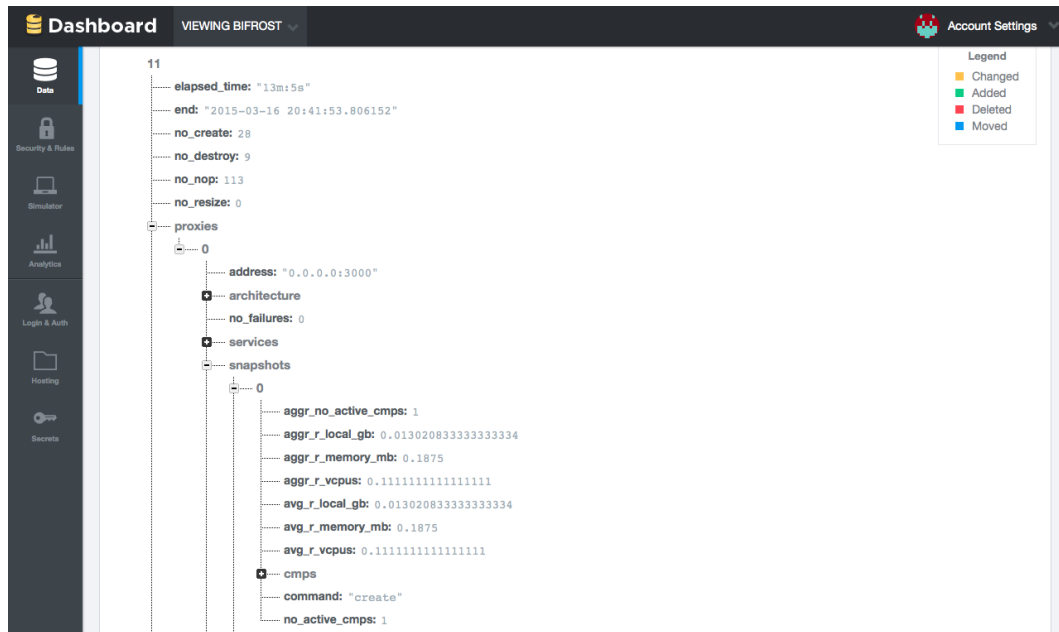 Dashboard
VIEWING BIFROST
Account Settings
Data
Security & Rules
Simulator
Analytics
Login & Auth
Hosting
Secrets
11
elapsed_time: "13m:5s"
end: "2015-03-16 20:41:53.806152"
no_create: 28
no_destroy: 9
no_nop: 113
no_resize: 0
proxies
0
address: "0.0.0.0:3000"
architecture
no_failures: 0
services
snapshots
0
aggr_no_active_cmps: 1
aggr_r_local_gb: 0.013020833333333334
aggr_r_memory_mb: 0.1875
aggr_r_vcpus: 0.1111111111111111
avg_r_local_gb: 0.013020833333333334
avg_r_memory_mb: 0.1875
avg_r_vcpus: 0.1111111111111111
cmps
command: "create"
no_active_cmps: 1
Legend
Changed
Added
Deleted
Moved